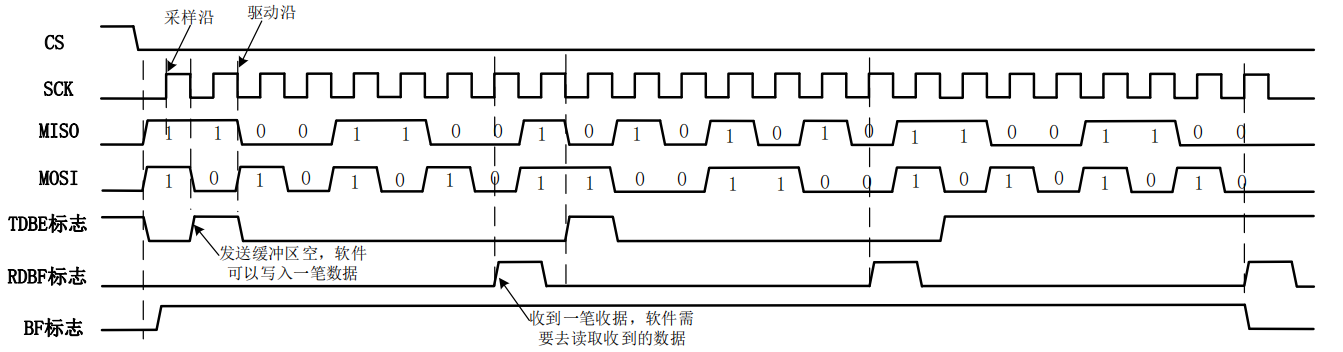 采样沿
驱动沿
CS
SCK
MISO
1 1 0 0 1 1 0 0 1 0 1 0 1 0 1 0 1 1 0 0 1 1 0 0
MOSI
1 0 1 0 1 0 1 0 1 1 0 0 1 1 0 0 1 0 1 0 1 0 1 0
TDBE标志
发送缓冲区空，软件
可以写入一笔数据
RDBF标志
收到一笔收据，软件需
要去读取收到的数据
BF标志